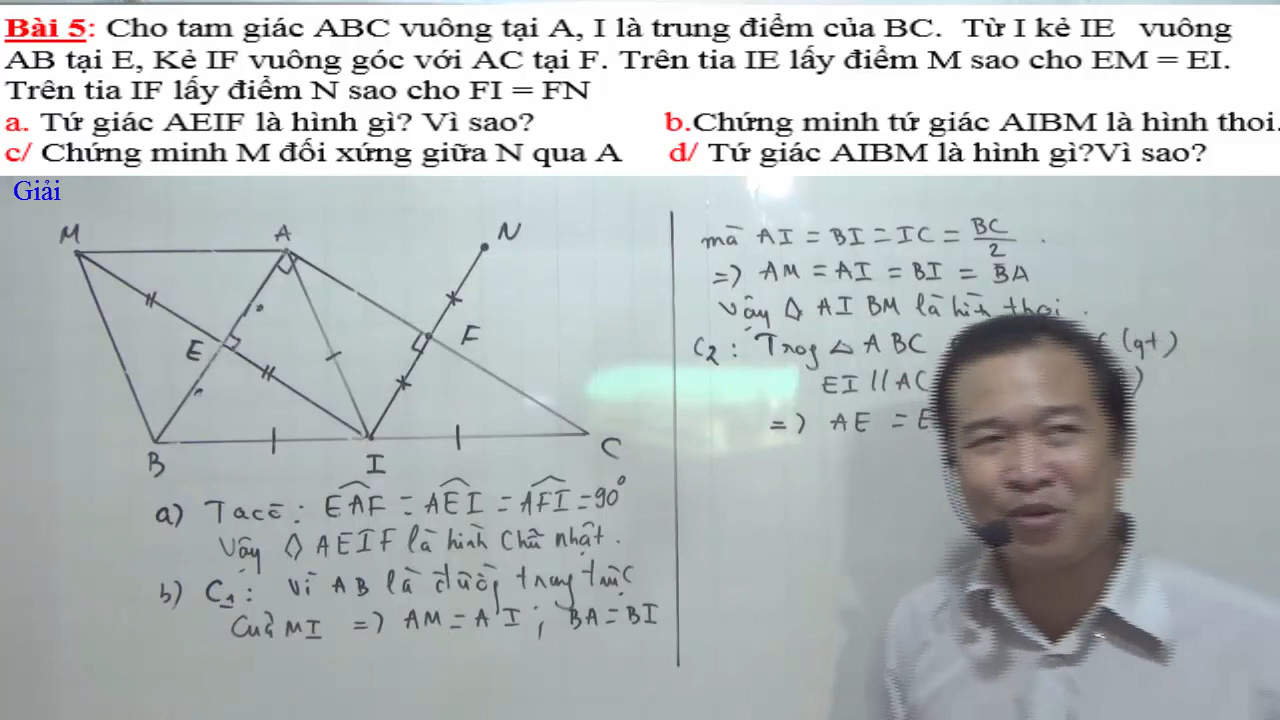 Bài 5: Cho tam giác ABC vuông tại A, I là trung điểm của BC. Từ I kẻ IE vuông
AB tại E, Kẻ IF vuông góc với AC tại F. Trên tia IE lấy điểm M sao cho EM = EI.
Trên tia IF lấy điểm N sao cho FI = FN
a. Tứ giác AEIF là hình gì? Vì sao? b.Chứng minh tứ giác AIBM là hình thoi.
c/ Chứng minh M đối xứng giữa N qua A d/ Tứ giác AIBM là hình gì?Vì sao?
Giải
M A N
E F
B I C
a) Ta có: EAF = AEI = AFI = 90°
Vậy ◊ AEIF là hình chữ nhật.
b) C1: Vì AB là đường trung trực
của MI => AM = AI ; BA = BI
mà AI = BI = IC = BC/2 .
=> AM = AI = BI = BA
Vậy ◊ AIBM là hình thoi .
C2: Trog △ ABC (gt)
EI // AC )
=> AE = E